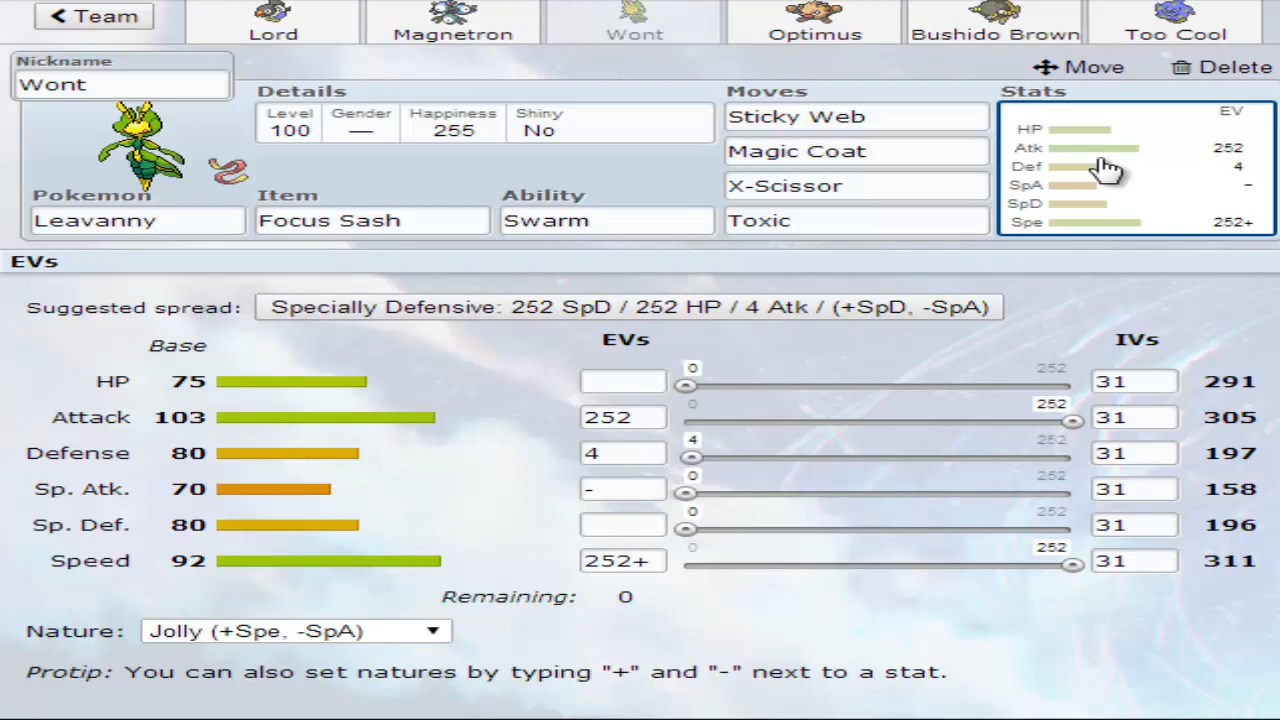 < Team
Lord
Magnetron
Wont
Optimus
Bushido Brown
Too Cool
Move
Delete
Nickname
Wont
Details
Level Gender Happiness Shiny
100 — 255 No
Pokemon
Leavanny
Item
Focus Sash
Ability
Swarm
Moves
Sticky Web
Magic Coat
X-Scissor
Toxic
Stats
EV
HP
Atk 252
Def 4
SpA -
SpD
Spe 252+
EVs
Suggested spread: Specially Defensive: 252 SpD / 252 HP / 4 Atk / (+SpD, -SpA)
Base EVs IVs
HP 75 0 252 31 291
Attack 103 252 0 252 31 305
Defense 80 4 4 252 31 197
Sp. Atk. 70 - 0 252 31 158
Sp. Def. 80 0 252 31 196
Speed 92 252+ 0 252 31 311
Remaining: 0
Nature: Jolly (+Spe, -SpA)
Protip: You can also set natures by typing "+" and "-" next to a stat.